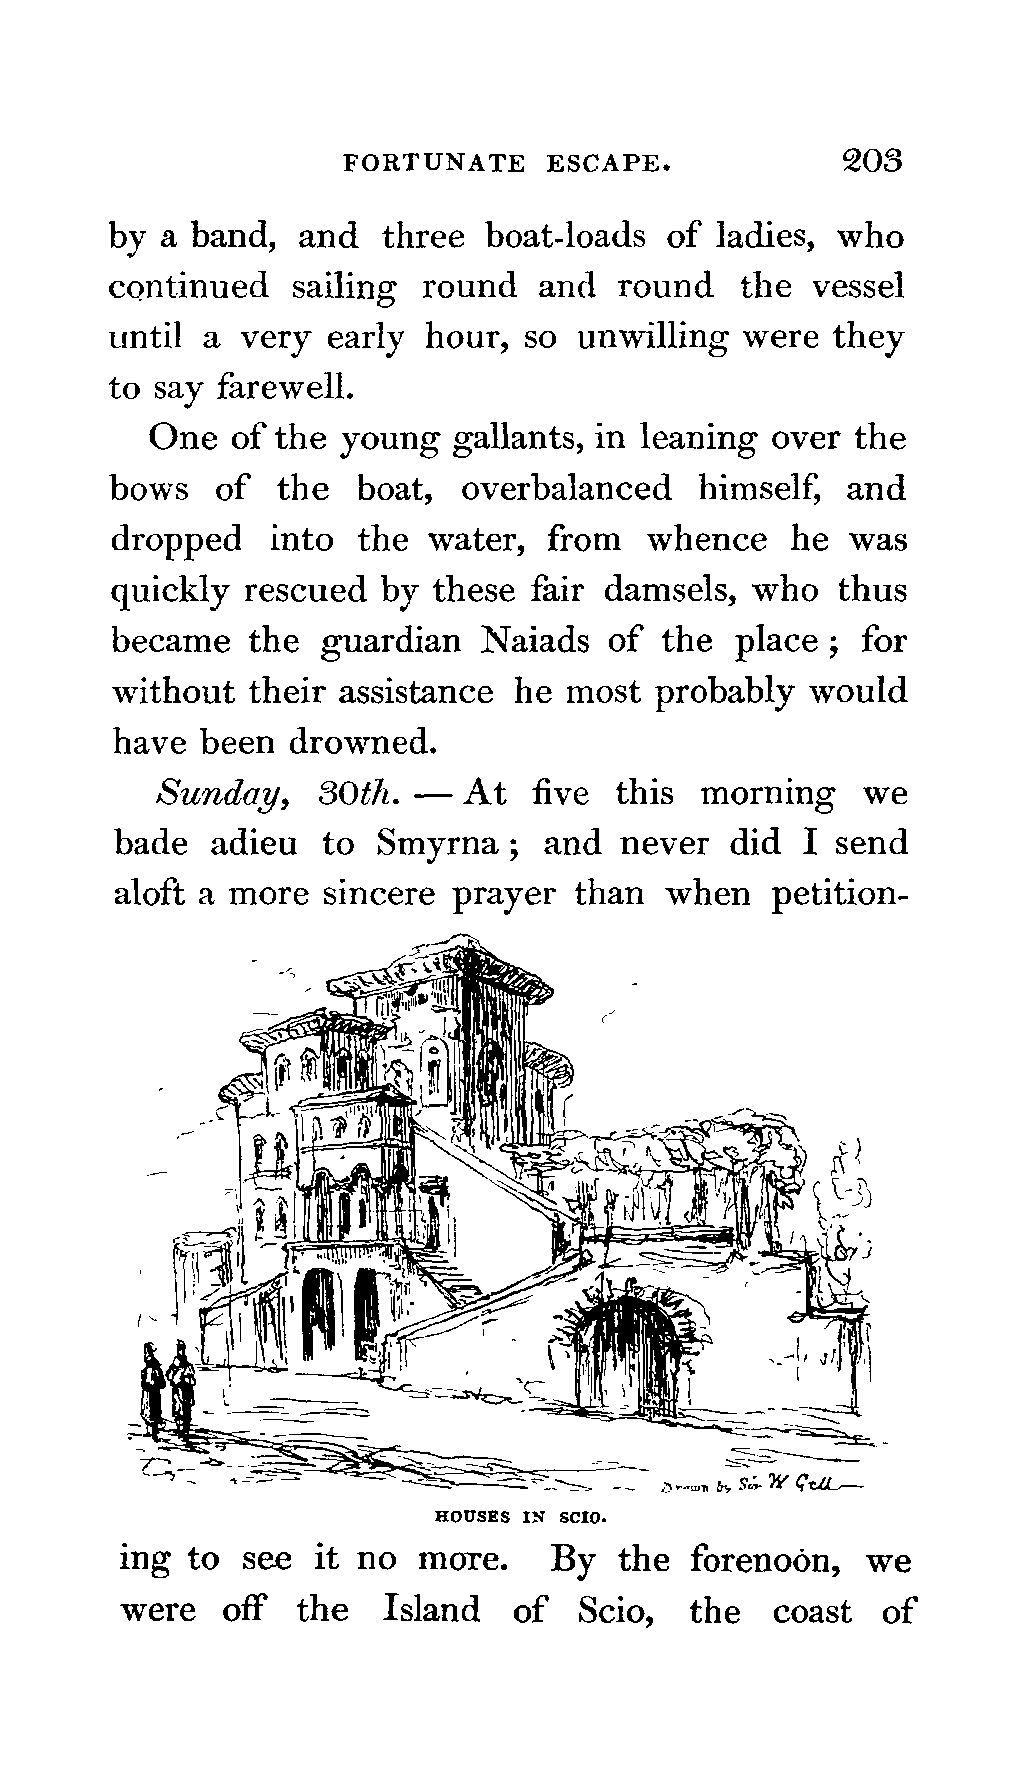 FORTUNATE ESCAPE. 203
by a band, and three boat-loads of ladies, who
continued sailing round and round the vessel
until a very early hour, so unwilling were they
to say farewell.
One of the young gallants, in leaning over the
bows of the boat, overbalanced himself, and
dropped into the water, from whence he was
quickly rescued by these fair damsels, who thus
became the guardian Naiads of the place ; for
without their assistance he most probably would
have been drowned.
Sunday, 30th. — At five this morning we
bade adieu to Smyrna ; and never did I send
aloft a more sincere prayer than when petition-
Drawn by Sir W Gell
HOUSES IN SCIO.
ing to see it no more. By the forenoon, we
were off the Island of Scio, the coast of